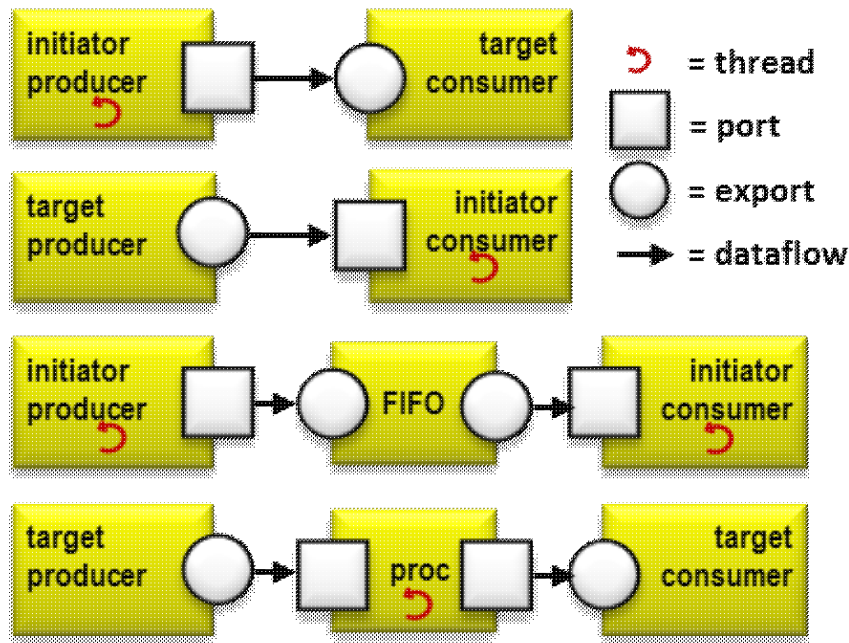 initiator
producer
target
consumer
= thread
= port
= export
= dataflow
target
producer
initiator
consumer
initiator
producer
FIFO
initiator
consumer
target
producer
proc
target
consumer